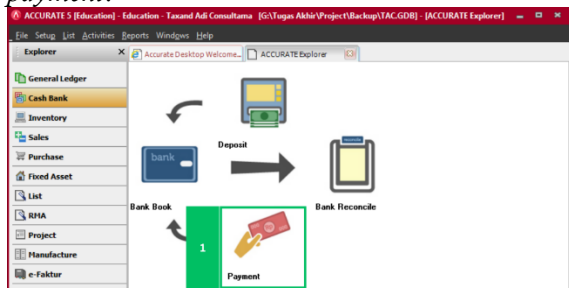 payment.
ACCURATE 5 [Education] - Education - Taxand Adi Consultama [G:\Tugas Akhir\Project\Backup\TAC.GDB] - [ACCURATE Explorer]
File Setup List Activities Reports Windows Help
Explorer X Accurate Desktop Welcome... ACCURATE Explorer
General Ledger
Cash Bank
Inventory
Sales
Purchase
Fixed Asset
List
RMA
Project
Manufacture
e-Faktur
Deposit
bank
Bank Book
Bank Reconcile
1
Payment